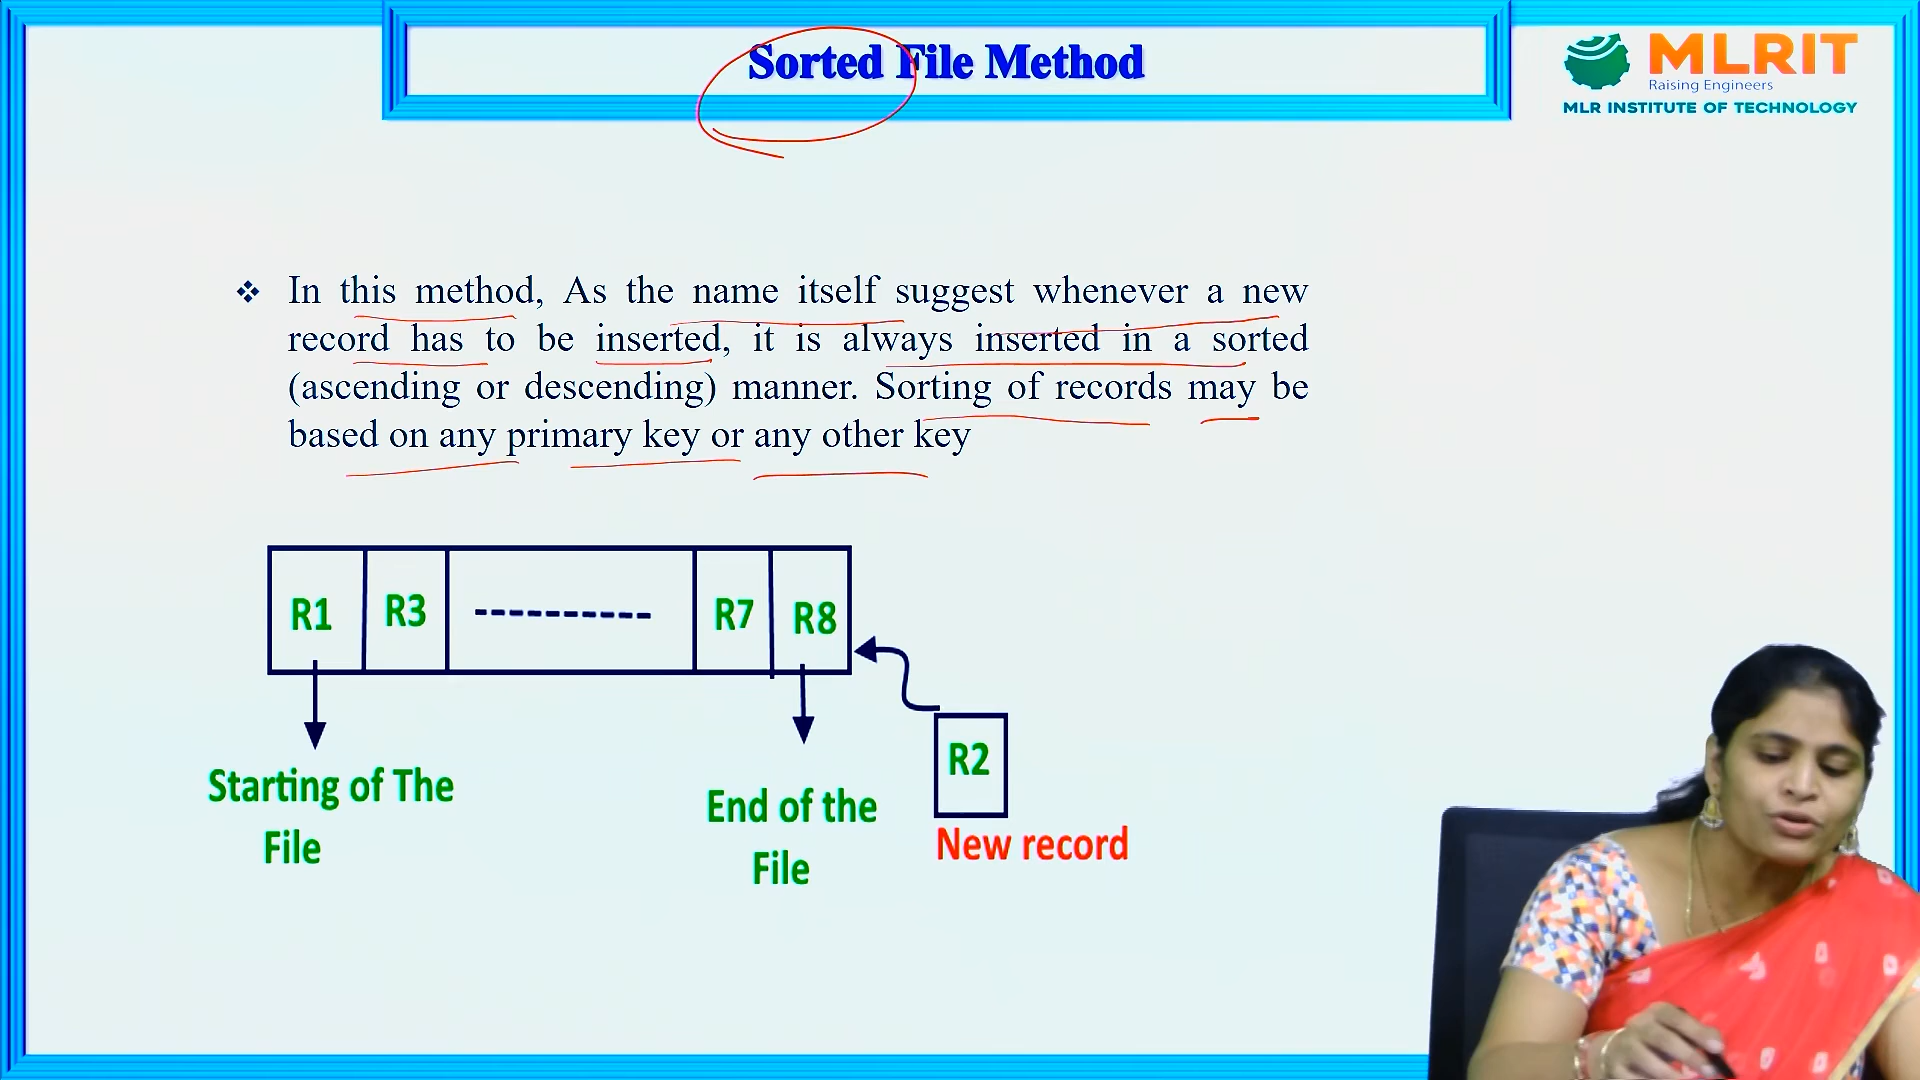 Sorted File Method
MLRIT
Raising Engineers
MLR INSTITUTE OF TECHNOLOGY
❖ In this method, As the name itself suggest whenever a new
record has to be inserted, it is always inserted in a sorted
(ascending or descending) manner. Sorting of records may be
based on any primary key or any other key
R1 R3 ---------- R7 R8
R2
Starting of The
File
End of the
File
New record